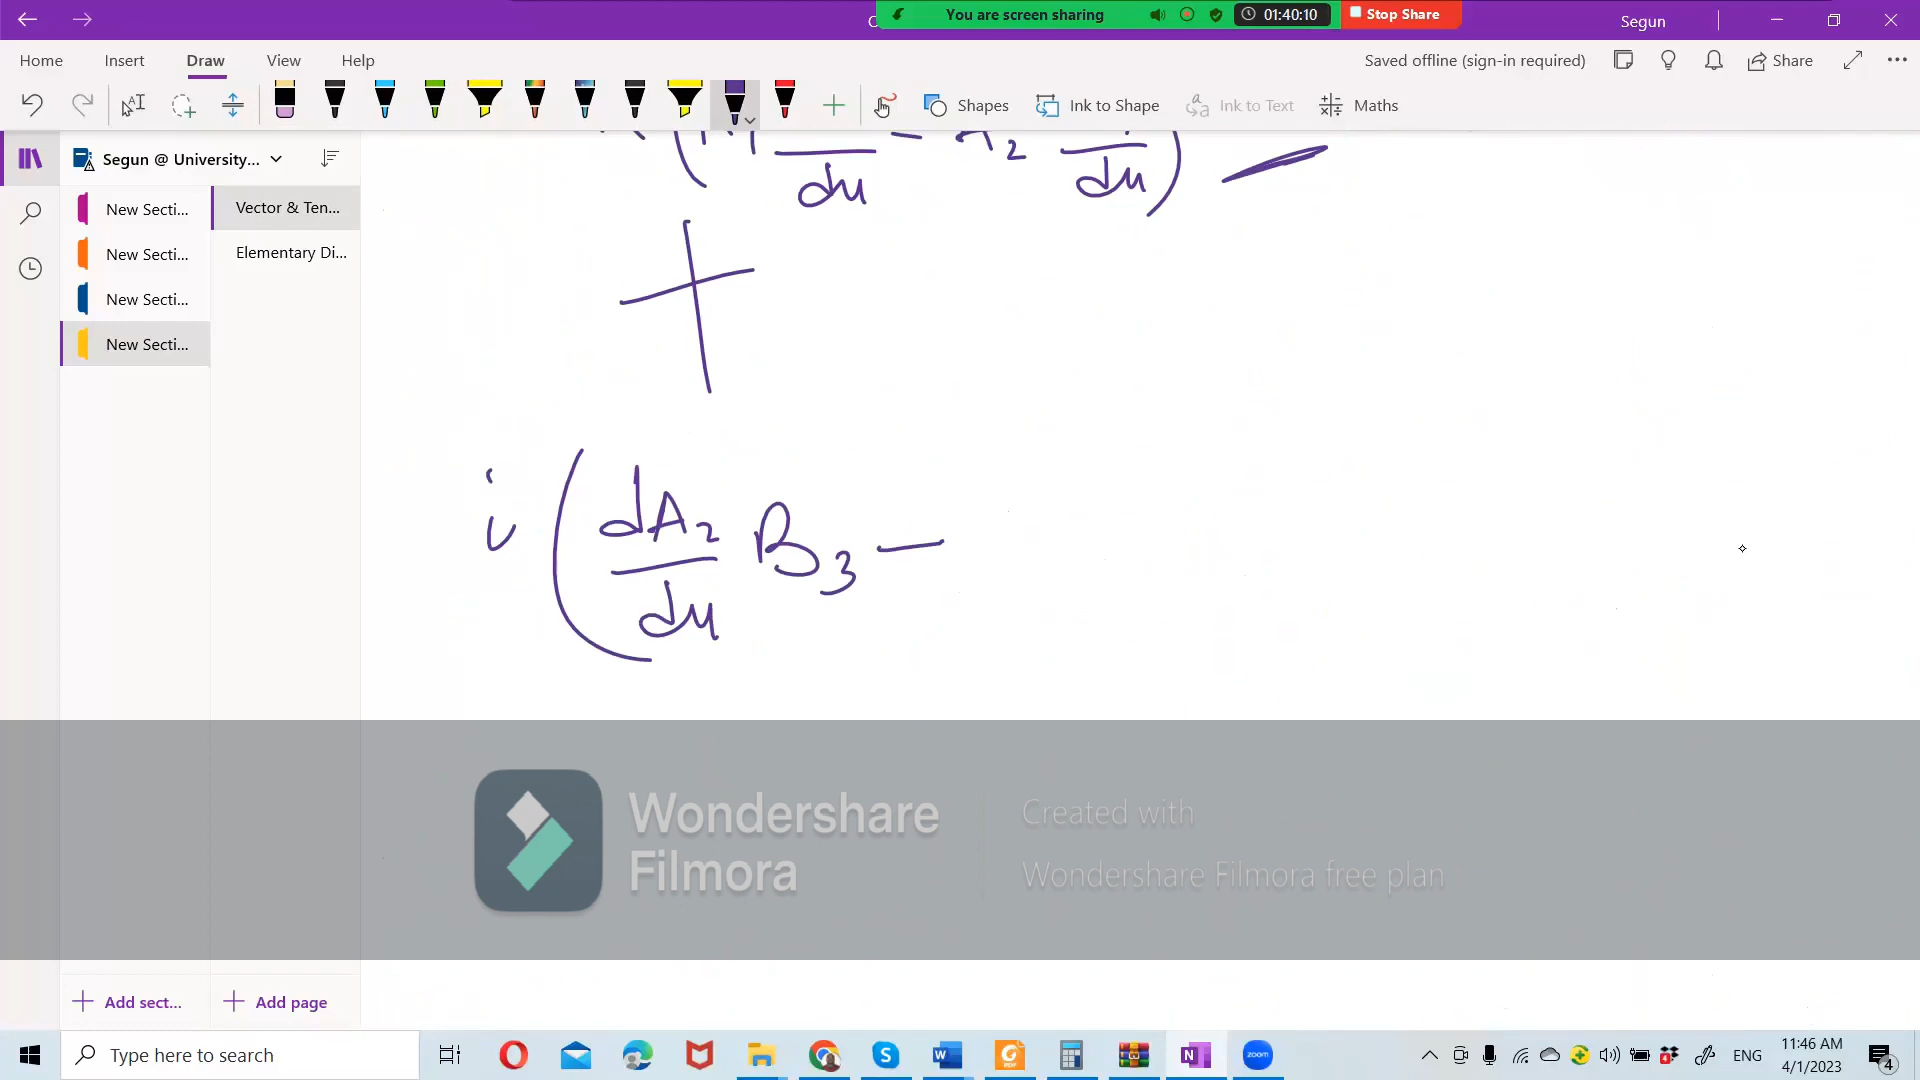 You are screen sharing
01:40:10
Stop Share
Segun
Home Insert Draw View Help
Saved offline (sign-in required)
Share
Shapes
Ink to Shape
Ink to Text
Maths
Segun @ University...
New Secti...
New Secti...
New Secti...
New Secti...
Vector & Ten...
Elementary Di...
du − A₂ du )
+
i ( dA₂/du B₃ −
Wondershare
Filmora
Created with
Wondershare Filmora free plan
Add sect...
Add page
Type here to search
ENG
11:46 AM
4/1/2023
4